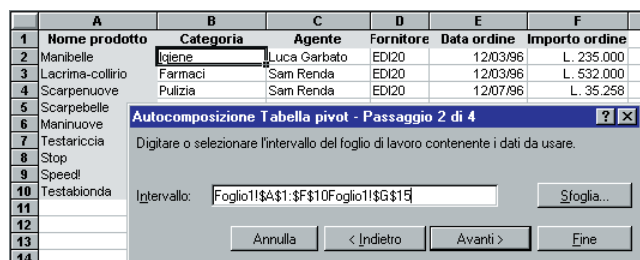 A B C D E F
1 Nome prodotto Categoria Agente Fornitore Data ordine Importo ordine
2 Manibelle Igiene Luca Garbato EDI20 12/03/96 L. 235.000
3 Lacrima-collirio Farmaci Sam Renda EDI20 12/03/96 L. 532.000
4 Scarpenuove Pulizia Sam Renda EDI20 12/07/96 L. 35.258
5 Scarpebelle
6 Maninuove
7 Testariccia
8 Stop
9 Speed!
10 Testabionda
11
12
13
14
Autocomposizione Tabella pivot - Passaggio 2 di 4
Digitare o selezionare l'intervallo del foglio di lavoro contenente i dati da usare.
Intervallo: Foglio1!$A$1:$F$10Foglio1!$G$15 Sfoglia...
Annulla < Indietro Avanti > Fine